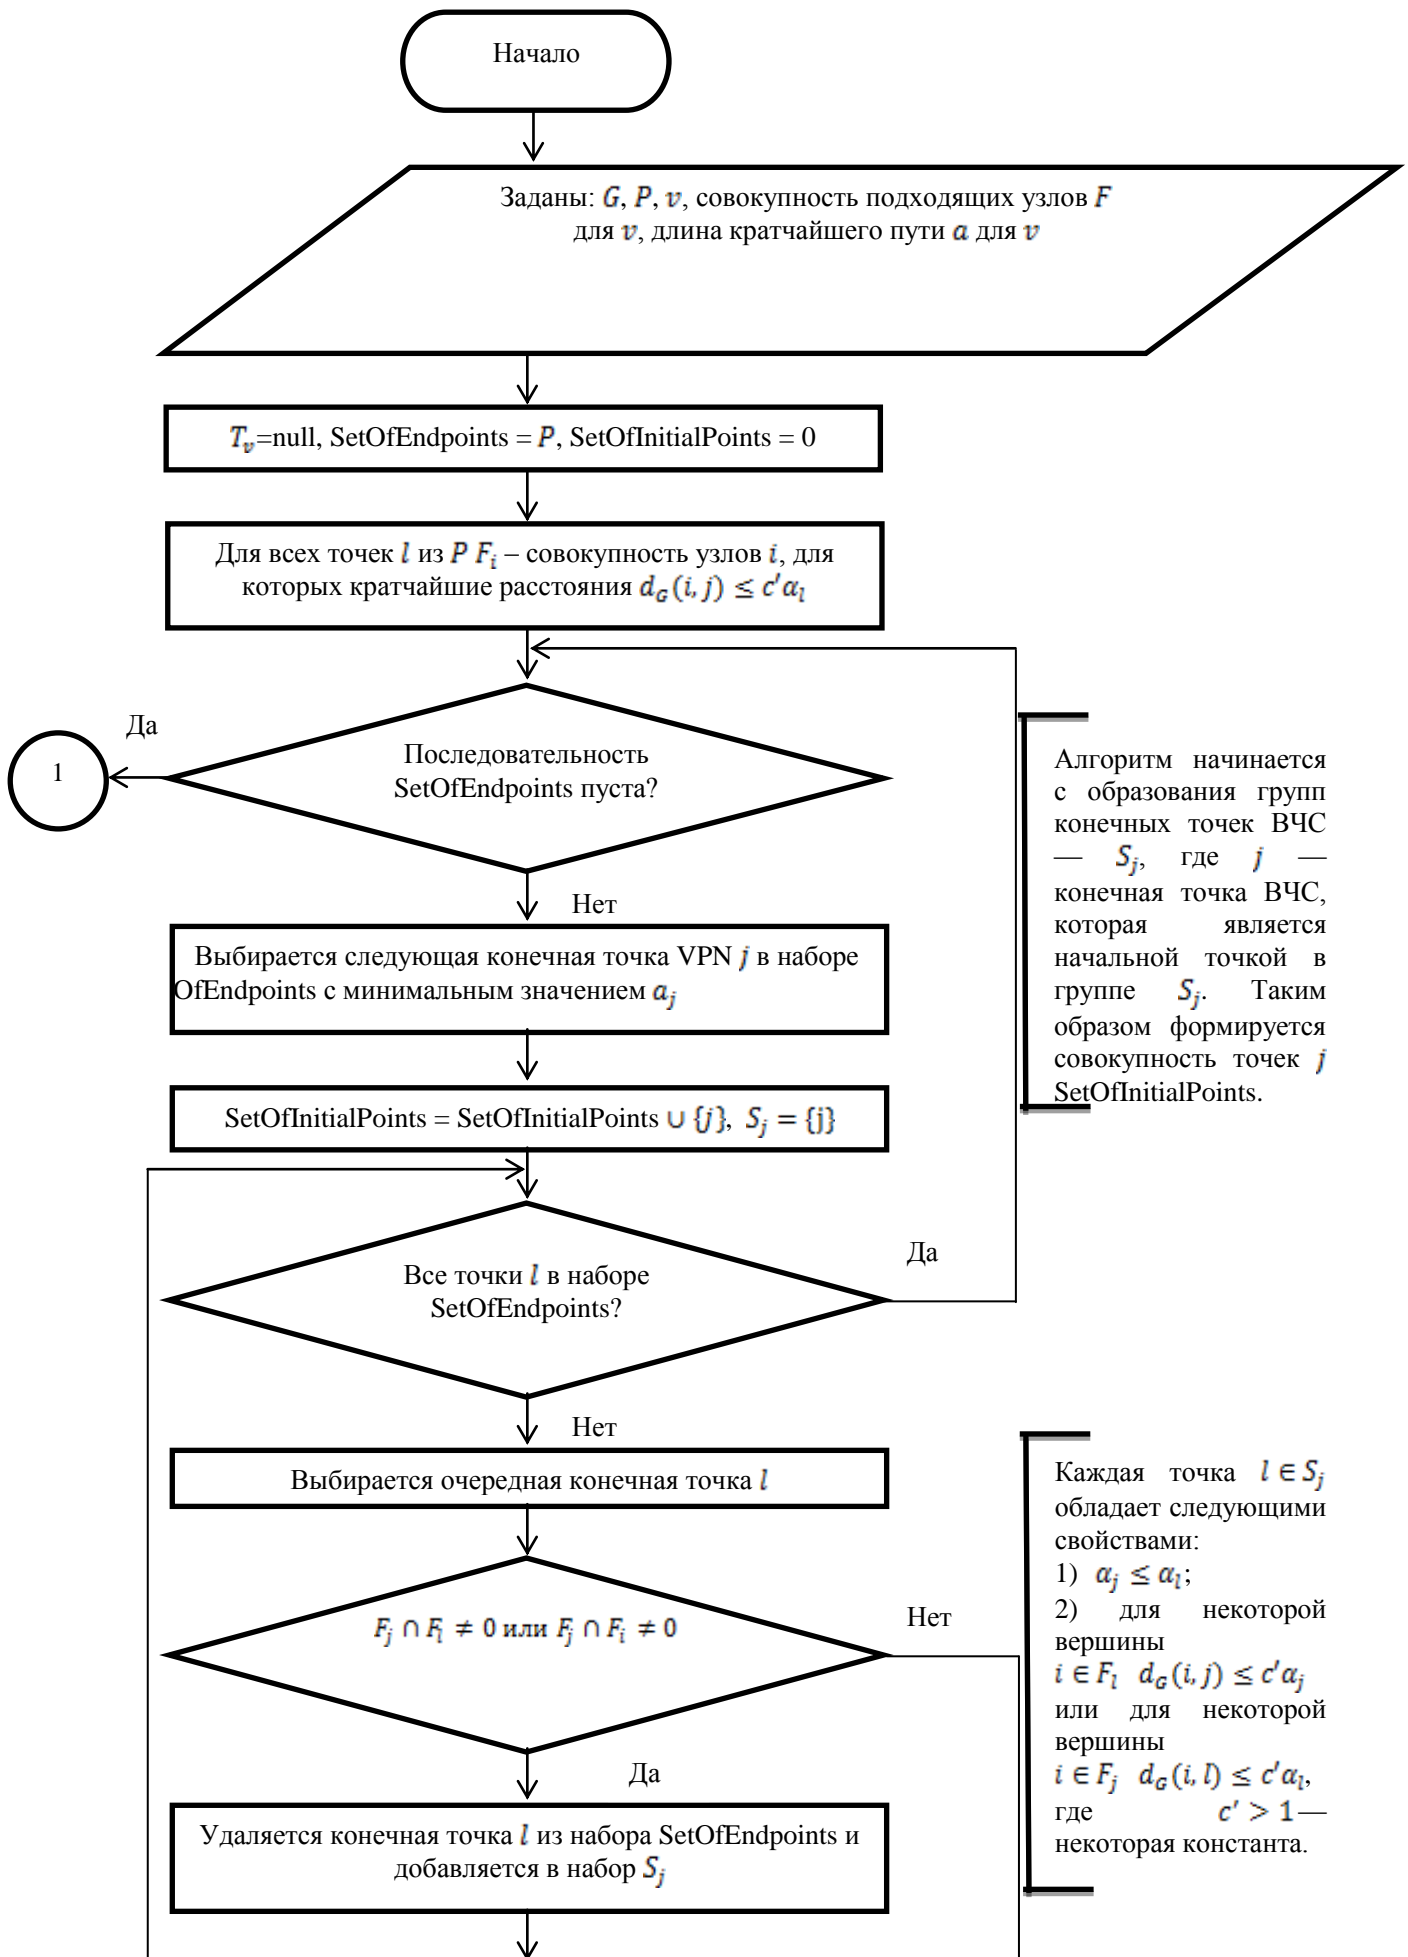 Начало
Заданы: G, P, v, совокупность подходящих узлов F
для v, длина кратчайшего пути a для v
T_v=null, SetOfEndpoints = P, SetOfInitialPoints = 0
Для всех точек l из P F_i – совокупность узлов i, для
которых кратчайшие расстояния d_G(i, j) ≤ c′α_l
Да
1
Последовательность
SetOfEndpoints пуста?
Нет
Выбирается следующая конечная точка VPN j в наборе
OfEndpoints с минимальным значением a_j
SetOfInitialPoints = SetOfInitialPoints ∪ {j}, S_j = {j}
Алгоритм начинается
с образования групп
конечных точек ВЧС
— S_j, где j —
конечная точка ВЧС,
которая является
начальной точкой в
группе S_j. Таким
образом формируется
совокупность точек j
SetOfInitialPoints.
Все точки l в наборе
SetOfEndpoints?
Да
Нет
Выбирается очередная конечная точка l
F_j ∩ F_l ≠ 0 или F_j ∩ F_i ≠ 0
Нет
Да
Удаляется конечная точка l из набора SetOfEndpoints и
добавляется в набор S_j
Каждая точка l ∈ S_j
обладает следующими
свойствами:
1) α_j ≤ α_l;
2) для некоторой
вершины
i ∈ F_l d_G(i, j) ≤ c′α_j
или для некоторой
вершины
i ∈ F_j d_G(i, l) ≤ c′α_l,
где c′ > 1 —
некоторая константа.